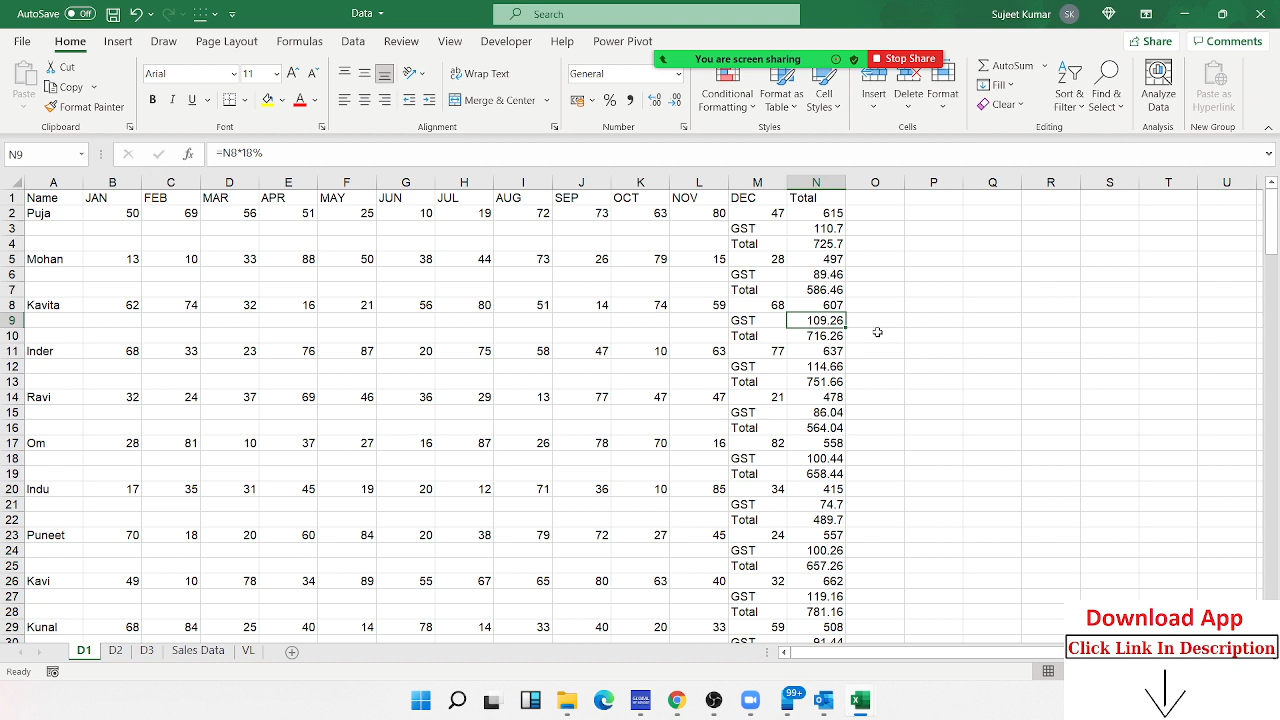 AutoSave Off Data Search Sujeet Kumar SK
File Home Insert Draw Page Layout Formulas Data Review View Developer Help Power Pivot Share Comments
You are screen sharing Stop Share
Paste Cut Copy Format Painter Clipboard
Arial 11 B I U A Font
Wrap Text Merge & Center Alignment
General % Number
Conditional Formatting Format as Table Cell Styles Styles
Insert Delete Format Cells
AutoSum Fill Clear Sort & Filter Find & Select Editing
Analyze Data Analysis
Paste as Hyperlink New Group
N9 fx =N8*18%
A B C D E F G H I J K L M N O P Q R S T U
1 Name JAN FEB MAR APR MAY JUN JUL AUG SEP OCT NOV DEC Total
2 Puja 50 69 56 51 25 10 19 72 73 63 80 47 615
3 GST 110.7
4 Total 725.7
5 Mohan 13 10 33 88 50 38 44 73 26 79 15 28 497
6 GST 89.46
7 Total 586.46
8 Kavita 62 74 32 16 21 56 80 51 14 74 59 68 607
9 GST 109.26
10 Total 716.26
11 Inder 68 33 23 76 87 20 75 58 47 10 63 77 637
12 GST 114.66
13 Total 751.66
14 Ravi 32 24 37 69 46 36 29 13 77 47 47 21 478
15 GST 86.04
16 Total 564.04
17 Om 28 81 10 37 27 16 87 26 78 70 16 82 558
18 GST 100.44
19 Total 658.44
20 Indu 17 35 31 45 19 20 12 71 36 10 85 34 415
21 GST 74.7
22 Total 489.7
23 Puneet 70 18 20 60 84 20 38 79 72 27 45 24 557
24 GST 100.26
25 Total 657.26
26 Kavi 49 10 78 34 89 55 67 65 80 63 40 32 662
27 GST 119.16
28 Total 781.16
29 Kunal 68 84 25 40 14 78 14 33 40 20 33 59 508
30 GST 91.44
D1 D2 D3 Sales Data VL
Ready
Download App
Click Link In Description
99+